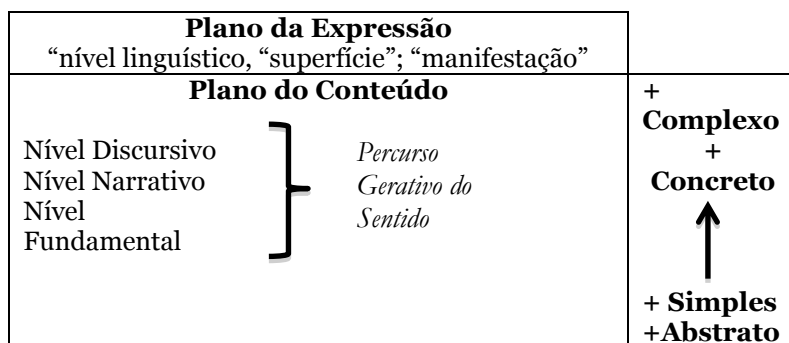 Plano da Expressão
“nível linguístico, “superfície”; “manifestação”
Plano do Conteúdo
Nível Discursivo
Nível Narrativo
Nível
Fundamental
Percurso
Gerativo do
Sentido
+
Complexo
+
Concreto
+ Simples
+Abstrato